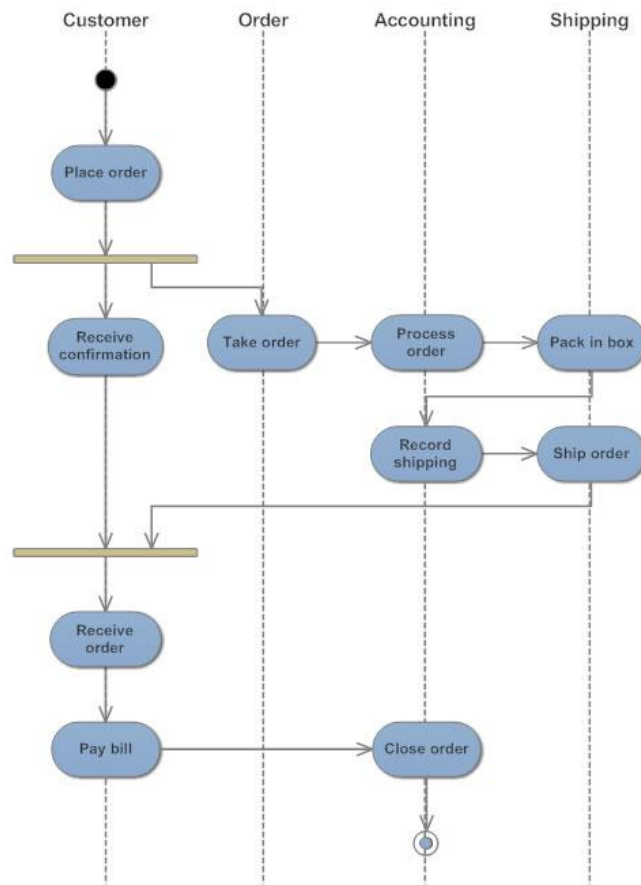 Customer
Order
Accounting
Shipping
Place order
Receive
confirmation
Take order
Process
order
Pack in box
Record
shipping
Ship order
Receive
order
Pay bill
Close order